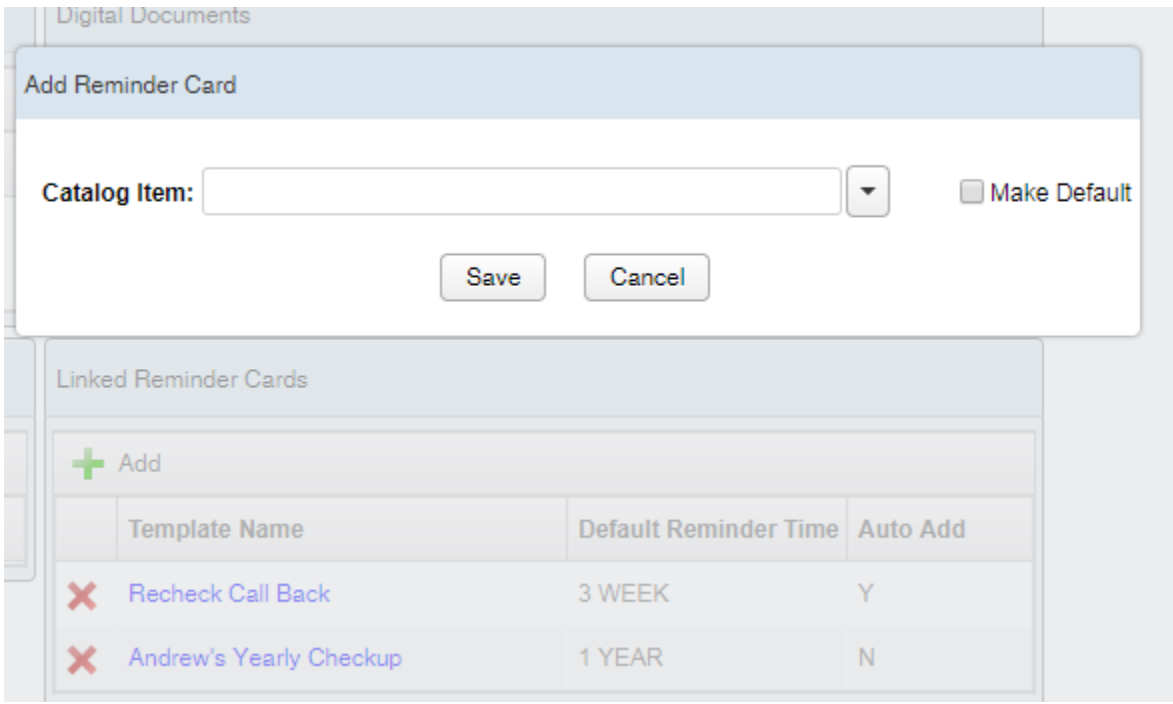 Digital Documents
Add Reminder Card
Catalog Item: Make Default
Save Cancel
Linked Reminder Cards
Add
Template Name Default Reminder Time Auto Add
Recheck Call Back 3 WEEK Y
Andrew's Yearly Checkup 1 YEAR N